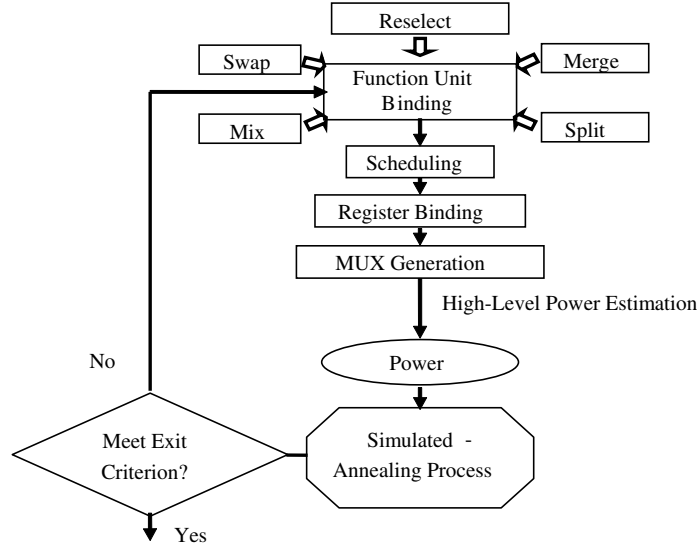 Reselect
Swap
Merge
Function Unit
Binding
Mix
Split
Scheduling
Register Binding
MUX Generation
High-Level Power Estimation
No
Power
Meet Exit
Criterion?
Simulated -
Annealing Process
Yes